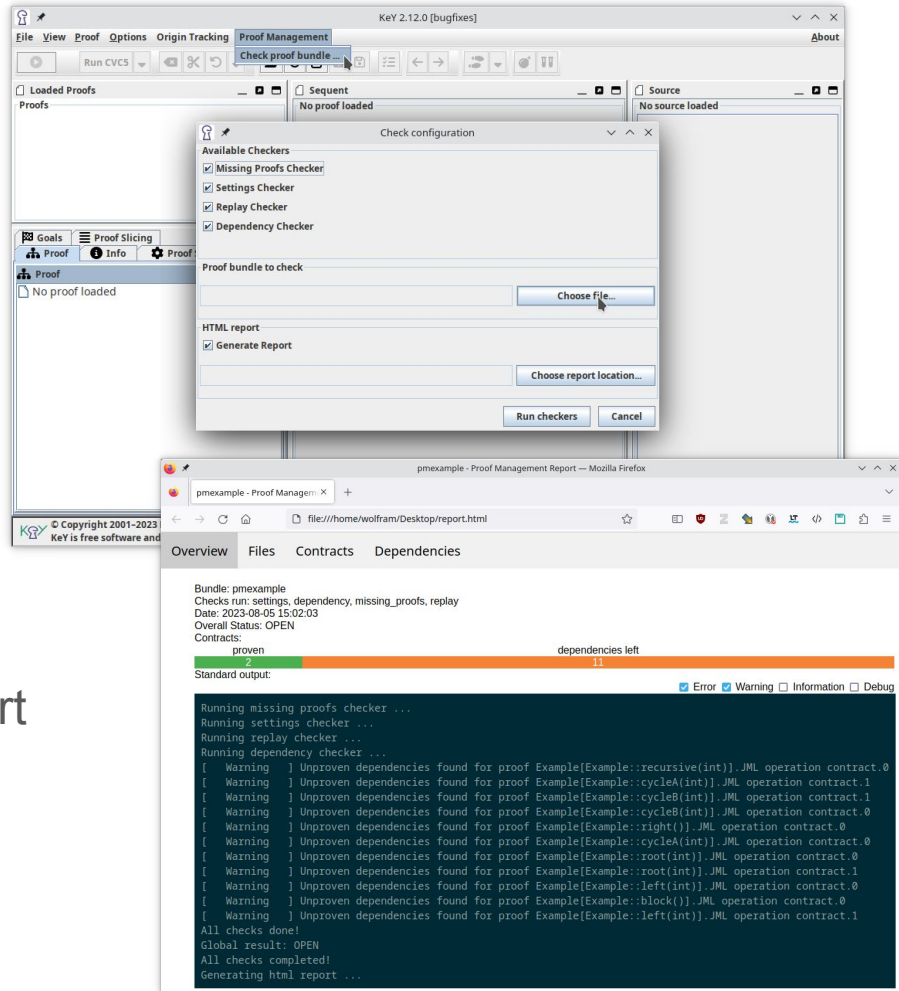 KeY 2.12.0 [bugfixes]
File View Proof Options Origin Tracking Proof Management About
Run CVC5 Check proof bundle ...
Loaded Proofs Sequent Source
Proofs No proof loaded No source loaded
Check configuration
Available Checkers
Missing Proofs Checker
Settings Checker
Replay Checker
Dependency Checker
Goals Proof Slicing
Proof Info Proof
Proof
No proof loaded
Proof bundle to check
Choose file...
HTML report
Generate Report
Choose report location...
Run checkers Cancel
pmexample - Proof Management Report — Mozilla Firefox
pmexample - Proof Managem
file:///home/wolfram/Desktop/report.html
KeY © Copyright 2001–2023
KeY is free software and
Overview Files Contracts Dependencies
Bundle: pmexample
Checks run: settings, dependency, missing_proofs, replay
Date: 2023-08-05 15:02:03
Overall Status: OPEN
Contracts:
proven dependencies left
2 11
Standard output:
Error Warning Information Debug
rt
Running missing proofs checker ...
Running settings checker ...
Running replay checker ...
Running dependency checker ...
[ Warning ] Unproven dependencies found for proof Example[Example::recursive(int)].JML operation contract.0
[ Warning ] Unproven dependencies found for proof Example[Example::cycleA(int)].JML operation contract.1
[ Warning ] Unproven dependencies found for proof Example[Example::cycleB(int)].JML operation contract.1
[ Warning ] Unproven dependencies found for proof Example[Example::cycleB(int)].JML operation contract.0
[ Warning ] Unproven dependencies found for proof Example[Example::right()].JML operation contract.0
[ Warning ] Unproven dependencies found for proof Example[Example::cycleA(int)].JML operation contract.0
[ Warning ] Unproven dependencies found for proof Example[Example::root(int)].JML operation contract.0
[ Warning ] Unproven dependencies found for proof Example[Example::root(int)].JML operation contract.1
[ Warning ] Unproven dependencies found for proof Example[Example::left(int)].JML operation contract.0
[ Warning ] Unproven dependencies found for proof Example[Example::block()].JML operation contract.0
[ Warning ] Unproven dependencies found for proof Example[Example::left(int)].JML operation contract.1
All checks done!
Global result: OPEN
All checks completed!
Generating html report ...